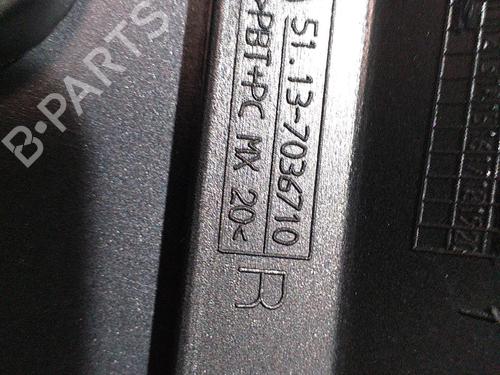 51.13-7036710
>PBT+PC MX 20<
R
B-PARTS